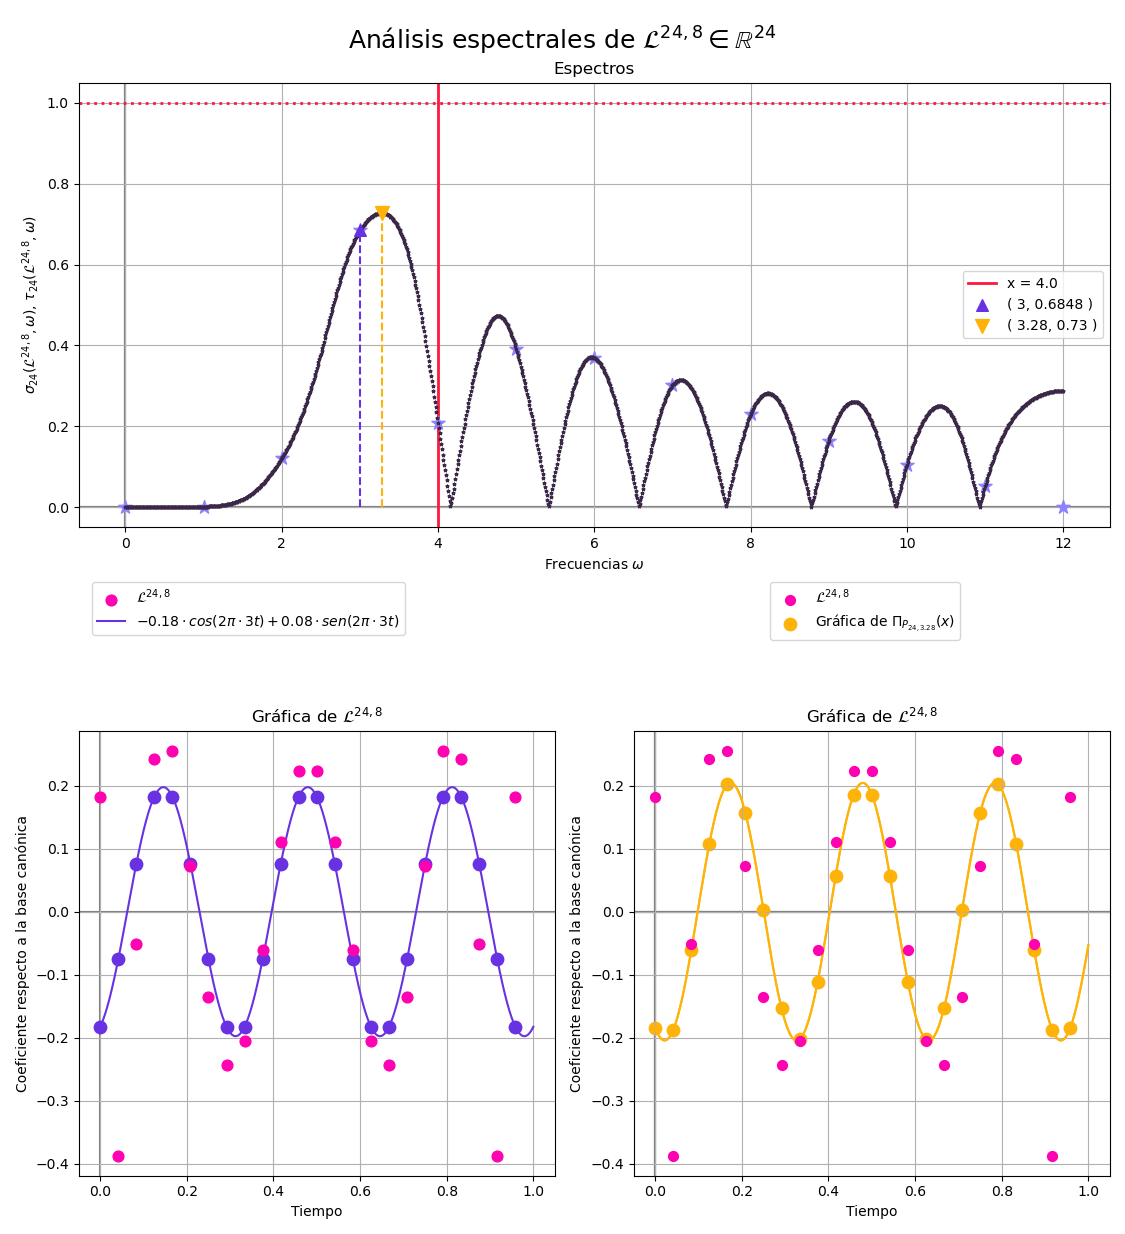 Análisis espectrales de 𝓛^{24,8} ∈ ℝ^{24}
Espectros
1.0
0.8
0.6
0.4
0.2
0.0
σ_{24}(𝓛^{24,8}, ω), τ_{24}(𝓛^{24,8}, ω)
x = 4.0
( 3, 0.6848 )
( 3.28, 0.73 )
0 2 4 6 8 10 12
Frecuencias ω
𝓛^{24,8}
−0.18 · cos(2π · 3t) + 0.08 · sen(2π · 3t)
𝓛^{24,8}
Gráfica de Π_{P_{24,3.28}}(x)
Gráfica de 𝓛^{24,8}
0.2
0.1
0.0
−0.1
−0.2
−0.3
−0.4
Coeficiente respecto a la base canónica
0.0 0.2 0.4 0.6 0.8 1.0
Tiempo
Gráfica de 𝓛^{24,8}
0.2
0.1
0.0
−0.1
−0.2
−0.3
−0.4
Coeficiente respecto a la base canónica
0.0 0.2 0.4 0.6 0.8 1.0
Tiempo